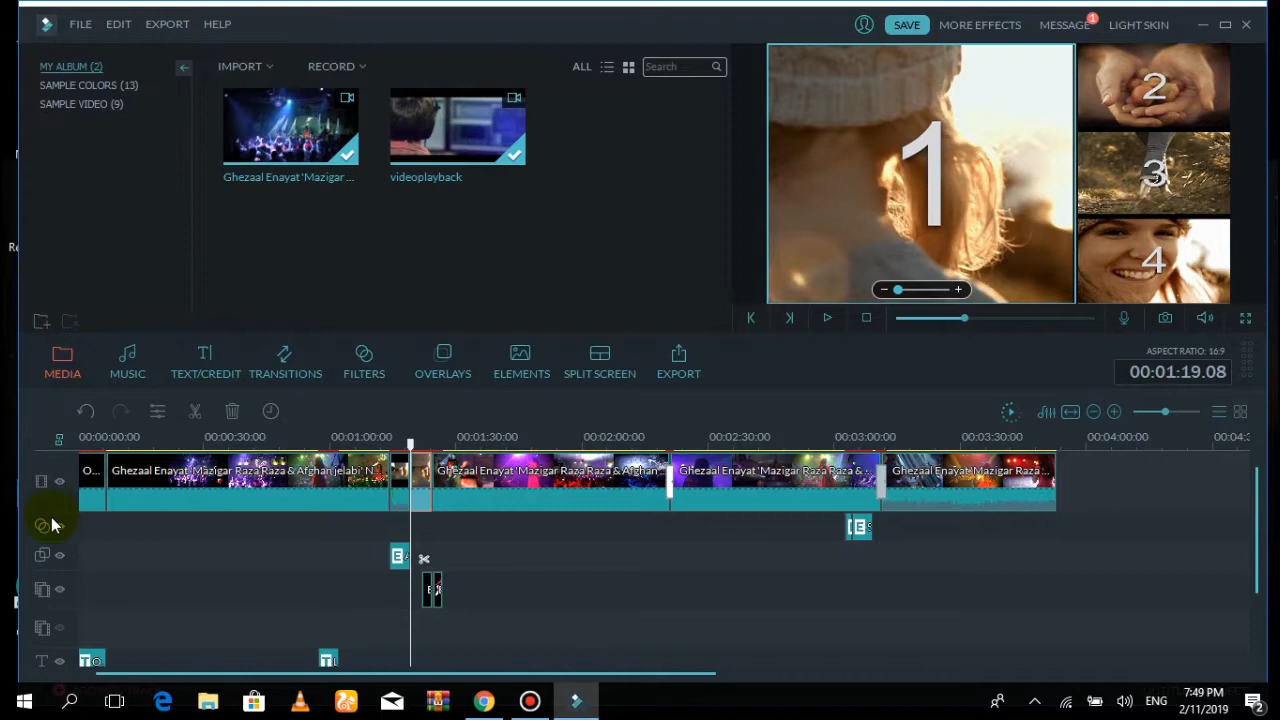 FILE EDIT EXPORT HELP SAVE MORE EFFECTS MESSAGE 1 LIGHT SKIN
MY ALBUM (2) IMPORT RECORD ALL Search
SAMPLE COLORS (13)
SAMPLE VIDEO (9)
Ghezaal Enayat 'Mazigar ... videoplayback
1
2
3
4
MEDIA MUSIC TEXT/CREDIT TRANSITIONS FILTERS OVERLAYS ELEMENTS SPLIT SCREEN EXPORT
ASPECT RATIO: 16:9
00:01:19.08
00:00:00:00 00:00:30:00 00:01:00:00 00:01:30:00 00:02:00:00 00:02:30:00 00:03:00:00 00:03:30:00 00:04:00:00
O... Ghezaal Enayat 'Mazigar Raza Raza & Afghan jelabi' N... Ghezaal Enayat 'Mazigar Raza Raza & Afghan... Ghezaal Enayat 'Mazigar Raza Raza & ... Ghezaal Enayat 'Mazigar Raza ...
ENG
7:49 PM
2/11/2019
2